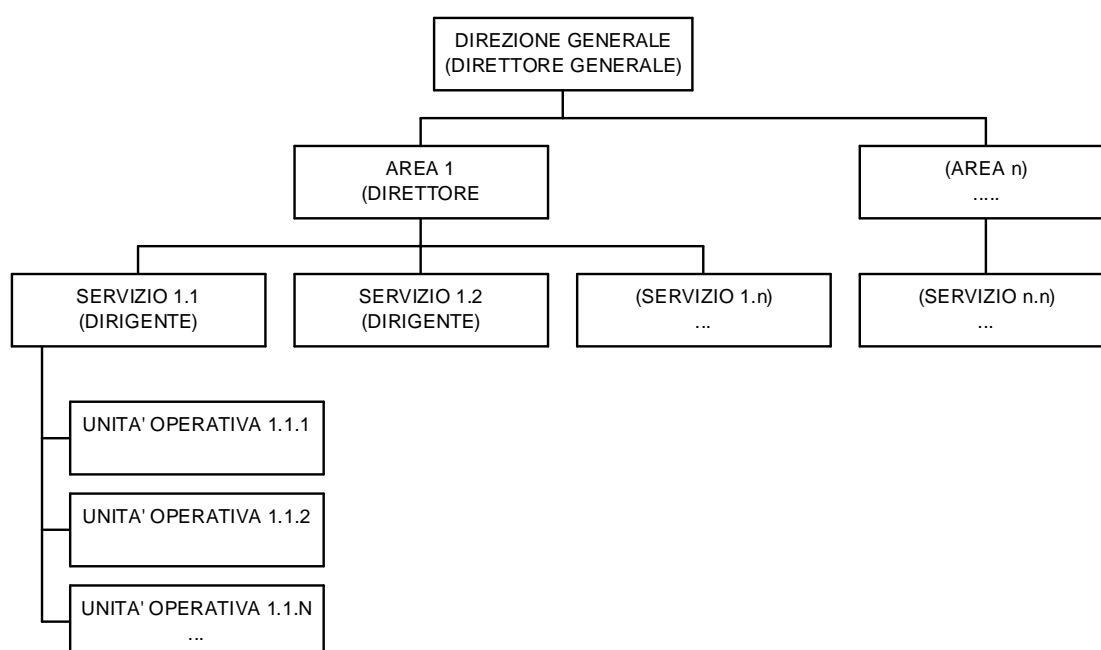 DIREZIONE GENERALE
(DIRETTORE GENERALE)
AREA 1
(DIRETTORE
(AREA n)
.....
SERVIZIO 1.1
(DIRIGENTE)
SERVIZIO 1.2
(DIRIGENTE)
(SERVIZIO 1.n)
...
(SERVIZIO n.n)
...
UNITA' OPERATIVA 1.1.1
UNITA' OPERATIVA 1.1.2
UNITA' OPERATIVA 1.1.N
...